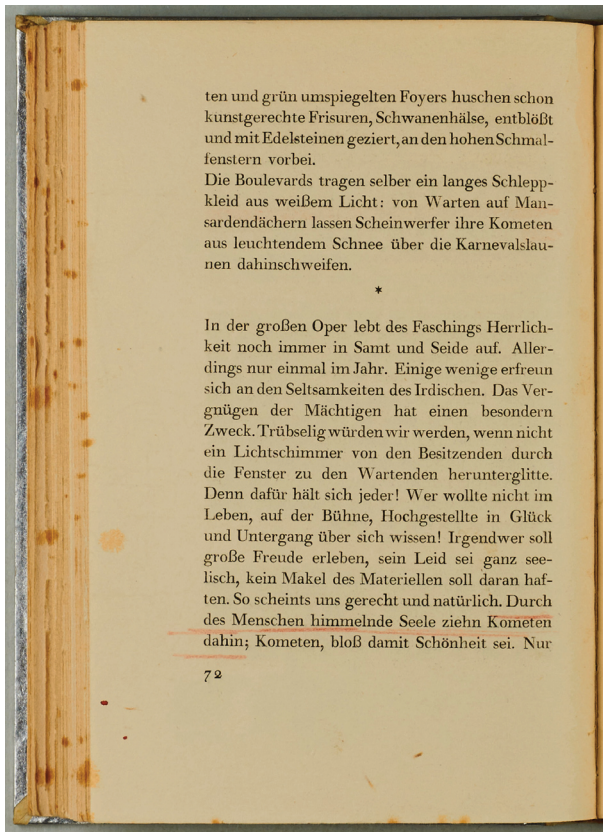 ten und grün umspiegelten Foyers huschen schon
kunstgerechte Frisuren, Schwanenhälse, entblößt
und mit Edelsteinen geziert, an den hohen Schmal-
fenstern vorbei.
Die Boulevards tragen selber ein langes Schlepp-
kleid aus weißem Licht: von Warten auf Man-
sardendächern lassen Scheinwerfer ihre Kometen
aus leuchtendem Schnee über die Karnevalslau-
nen dahinschweifen.
*
In der großen Oper lebt des Faschings Herrlich-
keit noch immer in Samt und Seide auf. Aller-
dings nur einmal im Jahr. Einige wenige erfreun
sich an den Seltsamkeiten des Irdischen. Das Ver-
gnügen der Mächtigen hat einen besondern
Zweck. Trübselig würden wir werden, wenn nicht
ein Lichtschimmer von den Besitzenden durch
die Fenster zu den Wartenden herunterglitte.
Denn dafür hält sich jeder! Wer wollte nicht im
Leben, auf der Bühne, Hochgestellte in Glück
und Untergang über sich wissen! Irgendwer soll
große Freude erleben, sein Leid sei ganz see-
lisch, kein Makel des Materiellen soll daran haf-
ten. So scheints uns gerecht und natürlich. Durch
des Menschen himmelnde Seele ziehn Kometen
dahin; Kometen, bloß damit Schönheit sei. Nur
72